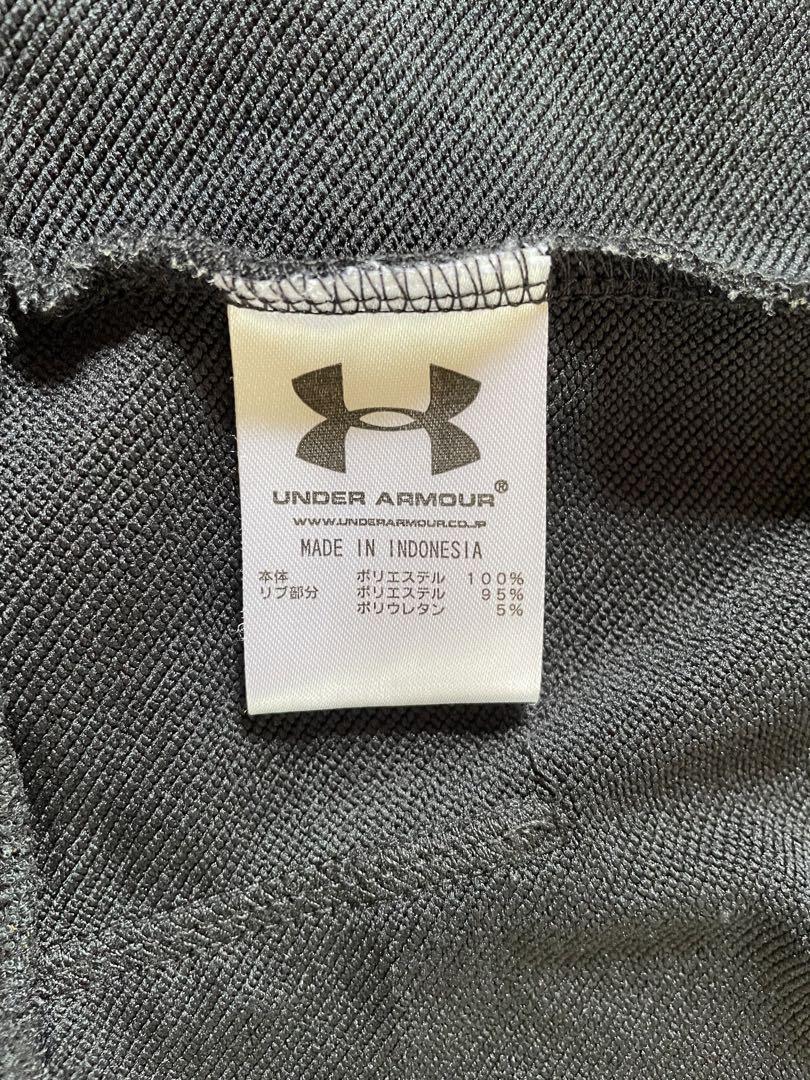 UNDER ARMOUR®
WWW.UNDERARMOUR.CO.JP
MADE IN INDONESIA
本体 ポリエステル 100%
リブ部分 ポリエステル 95%
ポリウレタン 5%